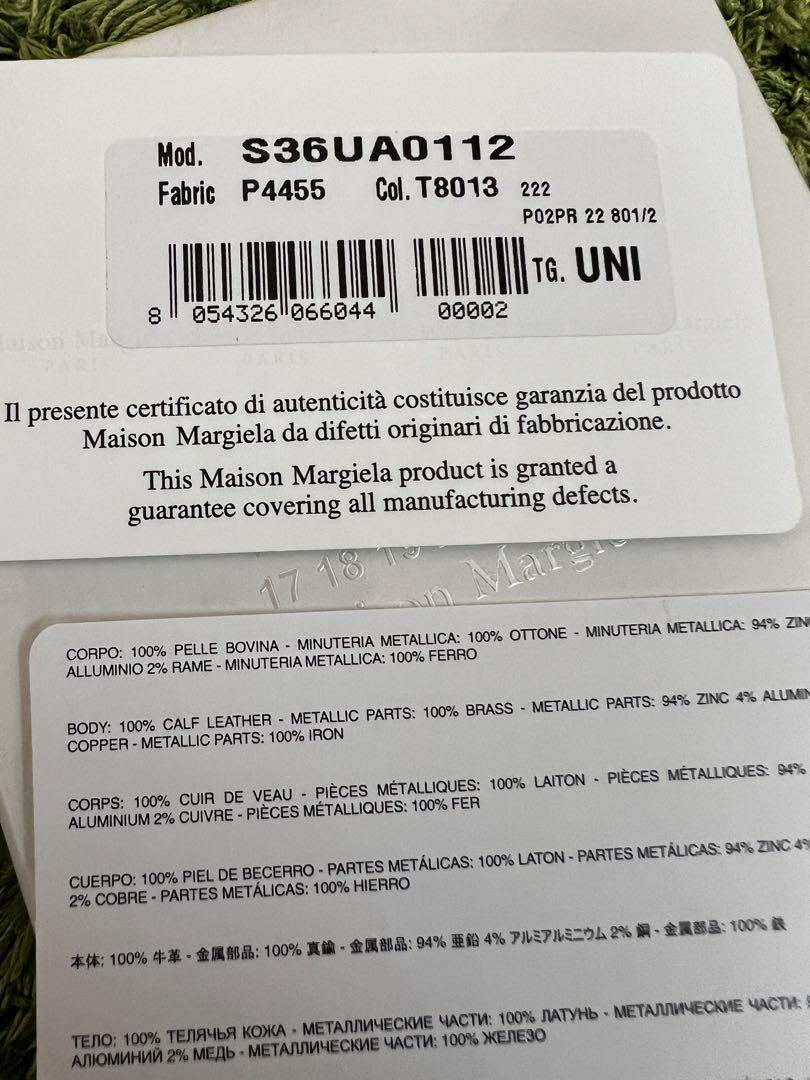 Mod. S36UA0112
Fabric P4455 Col. T8013 222
P02PR 22 801/2
TG. UNI
8 054326 066044 00002
Il presente certificato di autenticità costituisce garanzia del prodotto
Maison Margiela da difetti originari di fabbricazione.
This Maison Margiela product is granted a
guarantee covering all manufacturing defects.
17 18 19
Margiela
CORPO: 100% PELLE BOVINA - MINUTERIA METALLICA: 100% OTTONE - MINUTERIA METALLICA: 94% ZIN
ALLUMINIO 2% RAME - MINUTERIA METALLICA: 100% FERRO
BODY: 100% CALF LEATHER - METALLIC PARTS: 100% BRASS - METALLIC PARTS: 94% ZINC 4% ALUMIN
COPPER - METALLIC PARTS: 100% IRON
CORPS: 100% CUIR DE VEAU - PIÈCES MÉTALLIQUES: 100% LAITON - PIÈCES MÉTALLIQUES: 94%
ALUMINIUM 2% CUIVRE - PIÈCES MÉTALLIQUES: 100% FER
CUERPO: 100% PIEL DE BECERRO - PARTES METÁLICAS: 100% LATON - PARTES METÁLICAS: 94% ZINC 4%
2% COBRE - PARTES METÁLICAS: 100% HIERRO
本体: 100% 牛革 - 金属部品: 100% 真鍮 - 金属部品: 94% 亜鉛 4% アルミアルミニウム 2% 銅 - 金属部品: 100% 鉄
ТЕЛО: 100% ТЕЛЯЧЬЯ КОЖА - МЕТАЛЛИЧЕСКИЕ ЧАСТИ: 100% ЛАТУНЬ - МЕТАЛЛИЧЕСКИЕ ЧАСТИ:
АЛЮМИНИЙ 2% МЕДЬ - МЕТАЛЛИЧЕСКИЕ ЧАСТИ: 100% ЖЕЛЕЗО